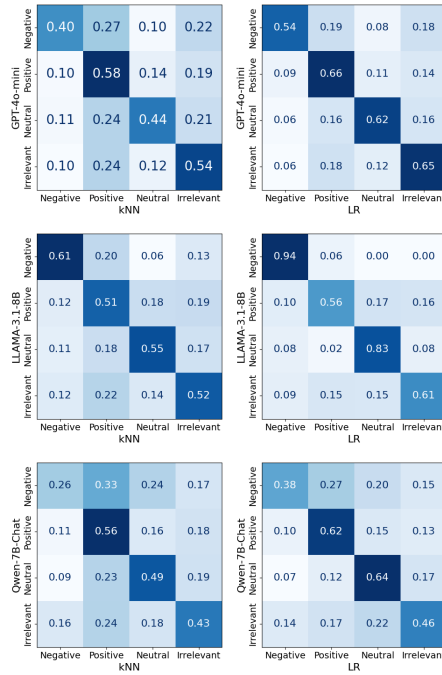 GPT-4o-mini
Negative 0.40 0.27 0.10 0.22
Positive 0.10 0.58 0.14 0.19
Neutral 0.11 0.24 0.44 0.21
Irrelevant 0.10 0.24 0.12 0.54
Negative Positive Neutral Irrelevant
kNN
GPT-4o-mini
Negative 0.54 0.19 0.08 0.18
Positive 0.09 0.66 0.11 0.14
Neutral 0.06 0.16 0.62 0.16
Irrelevant 0.06 0.18 0.12 0.65
Negative Positive Neutral Irrelevant
LR
LLAMA-3.1-8B
Negative 0.61 0.20 0.06 0.13
Positive 0.12 0.51 0.18 0.19
Neutral 0.11 0.18 0.55 0.17
Irrelevant 0.12 0.22 0.14 0.52
Negative Positive Neutral Irrelevant
kNN
LLAMA-3.1-8B
Negative 0.94 0.06 0.00 0.00
Positive 0.10 0.56 0.17 0.16
Neutral 0.08 0.02 0.83 0.08
Irrelevant 0.09 0.15 0.15 0.61
Negative Positive Neutral Irrelevant
LR
Qwen-7B-Chat
Negative 0.26 0.33 0.24 0.17
Positive 0.11 0.56 0.16 0.18
Neutral 0.09 0.23 0.49 0.19
Irrelevant 0.16 0.24 0.18 0.43
Negative Positive Neutral Irrelevant
kNN
Qwen-7B-Chat
Negative 0.38 0.27 0.20 0.15
Positive 0.10 0.62 0.15 0.13
Neutral 0.07 0.12 0.64 0.17
Irrelevant 0.14 0.17 0.22 0.46
Negative Positive Neutral Irrelevant
LR